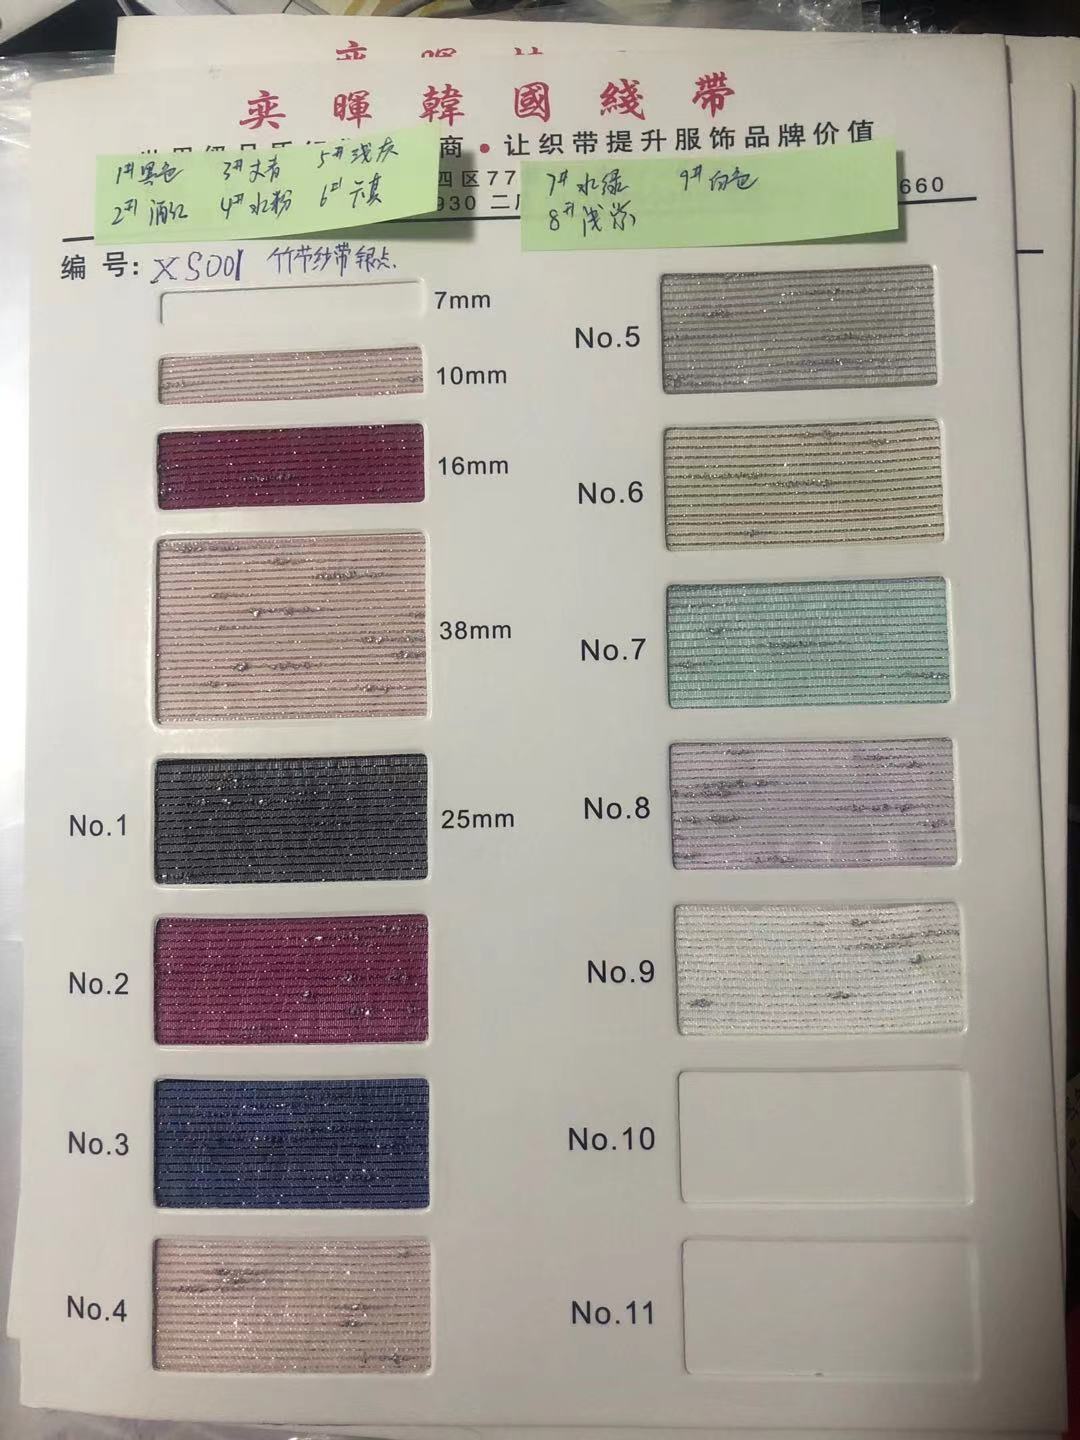 奕 暉 韓 國 綫 帶
商 • 让织带提升服饰品牌价值
四区77
930 二
660
1# 黑色 3# 5# 浅灰
2# 酒红 4# 水粉 6# 卡其
7# 水绿 9# 白色
8# 浅紫
编 号: XS001 竹节纱带银点
7mm
10mm
16mm
38mm
No.1 25mm
No.2
No.3
No.4
No.5
No.6
No.7
No.8
No.9
No.10
No.11